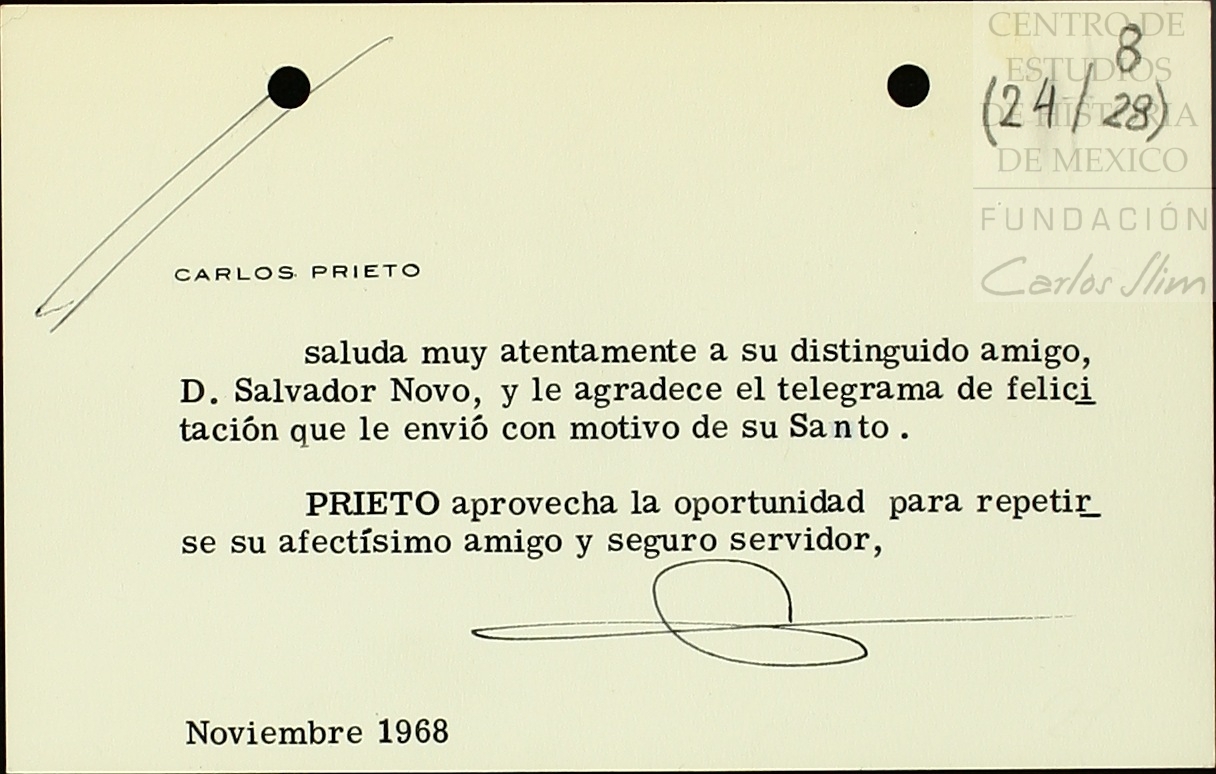 CENTRO DE
ESTUDIOS
DE HISTORIA
DE MEXICO
FUNDACIÓN
Carlos Slim
8
(24/28)
CARLOS PRIETO
saluda muy atentamente a su distinguido amigo,
D. Salvador Novo, y le agradece el telegrama de felici
tación que le envió con motivo de su Santo .
PRIETO aprovecha la oportunidad para repetir
se su afectísimo amigo y seguro servidor,
Noviembre 1968